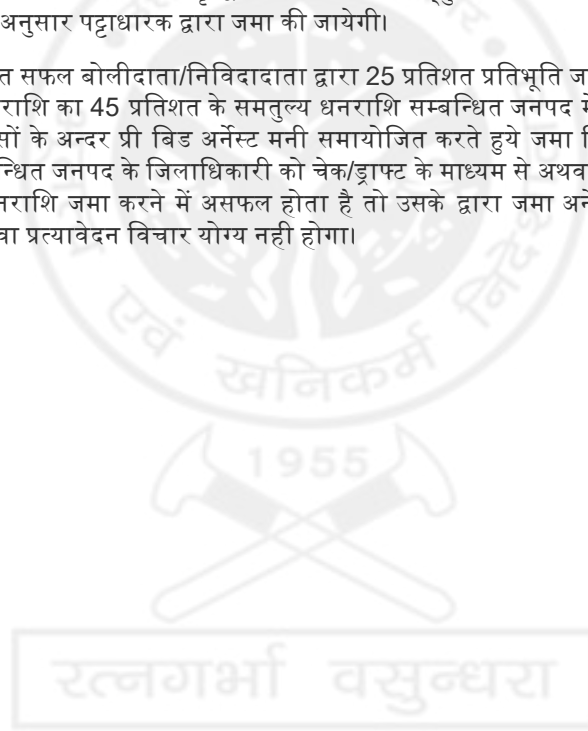 अनुसार पट्टाधारक द्वारा जमा की जायेगी।
त सफल बोलीदाता/निविदादाता द्वारा 25 प्रतिशत प्रतिभूति ज
राशि का 45 प्रतिशत के समतुल्य धनराशि सम्बन्धित जनपद मे
सों के अन्दर प्री बिड अर्नेस्ट मनी समायोजित करते हुये जमा
न्धित जनपद के जिलाधिकारी को चेक/ड्राफ्ट के माध्यम से अथव
नराशि जमा करने में असफल होता है तो उसके द्वारा जमा अर्ने
वा प्रत्यावेदन विचार योग्य नही होगा।
एवं खनिकर्म निदे
1955
रत्नगर्भा वसुन्धरा